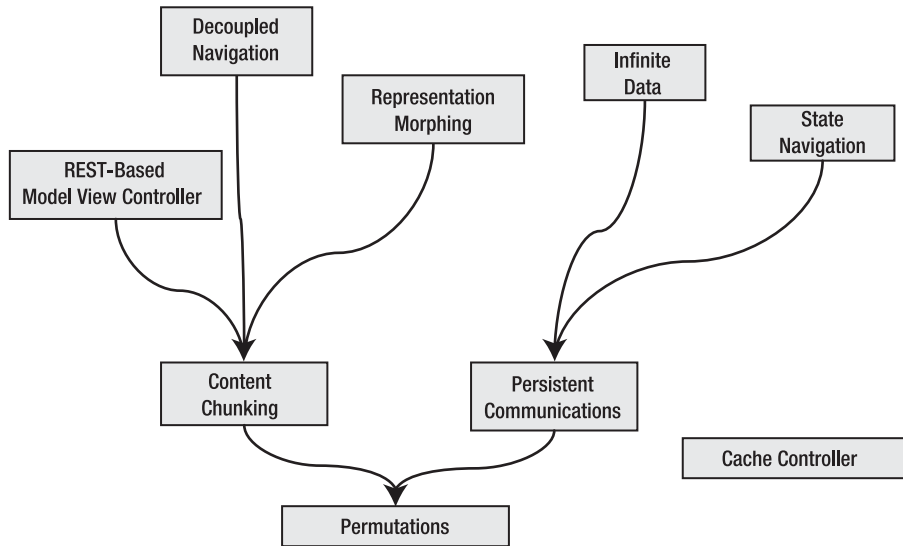 Decoupled
Navigation
Infinite
Data
Representation
Morphing
State
Navigation
REST-Based
Model View Controller
Content
Chunking
Persistent
Communications
Cache Controller
Permutations